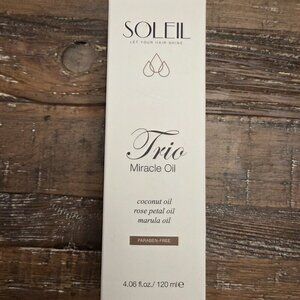 SOLEIL
LET YOUR HAIR SHINE
Trio
Miracle Oil
coconut oil
rose petal oil
marula oil
PARABEN-FREE
4.06 fl.oz./ 120 ml ℮